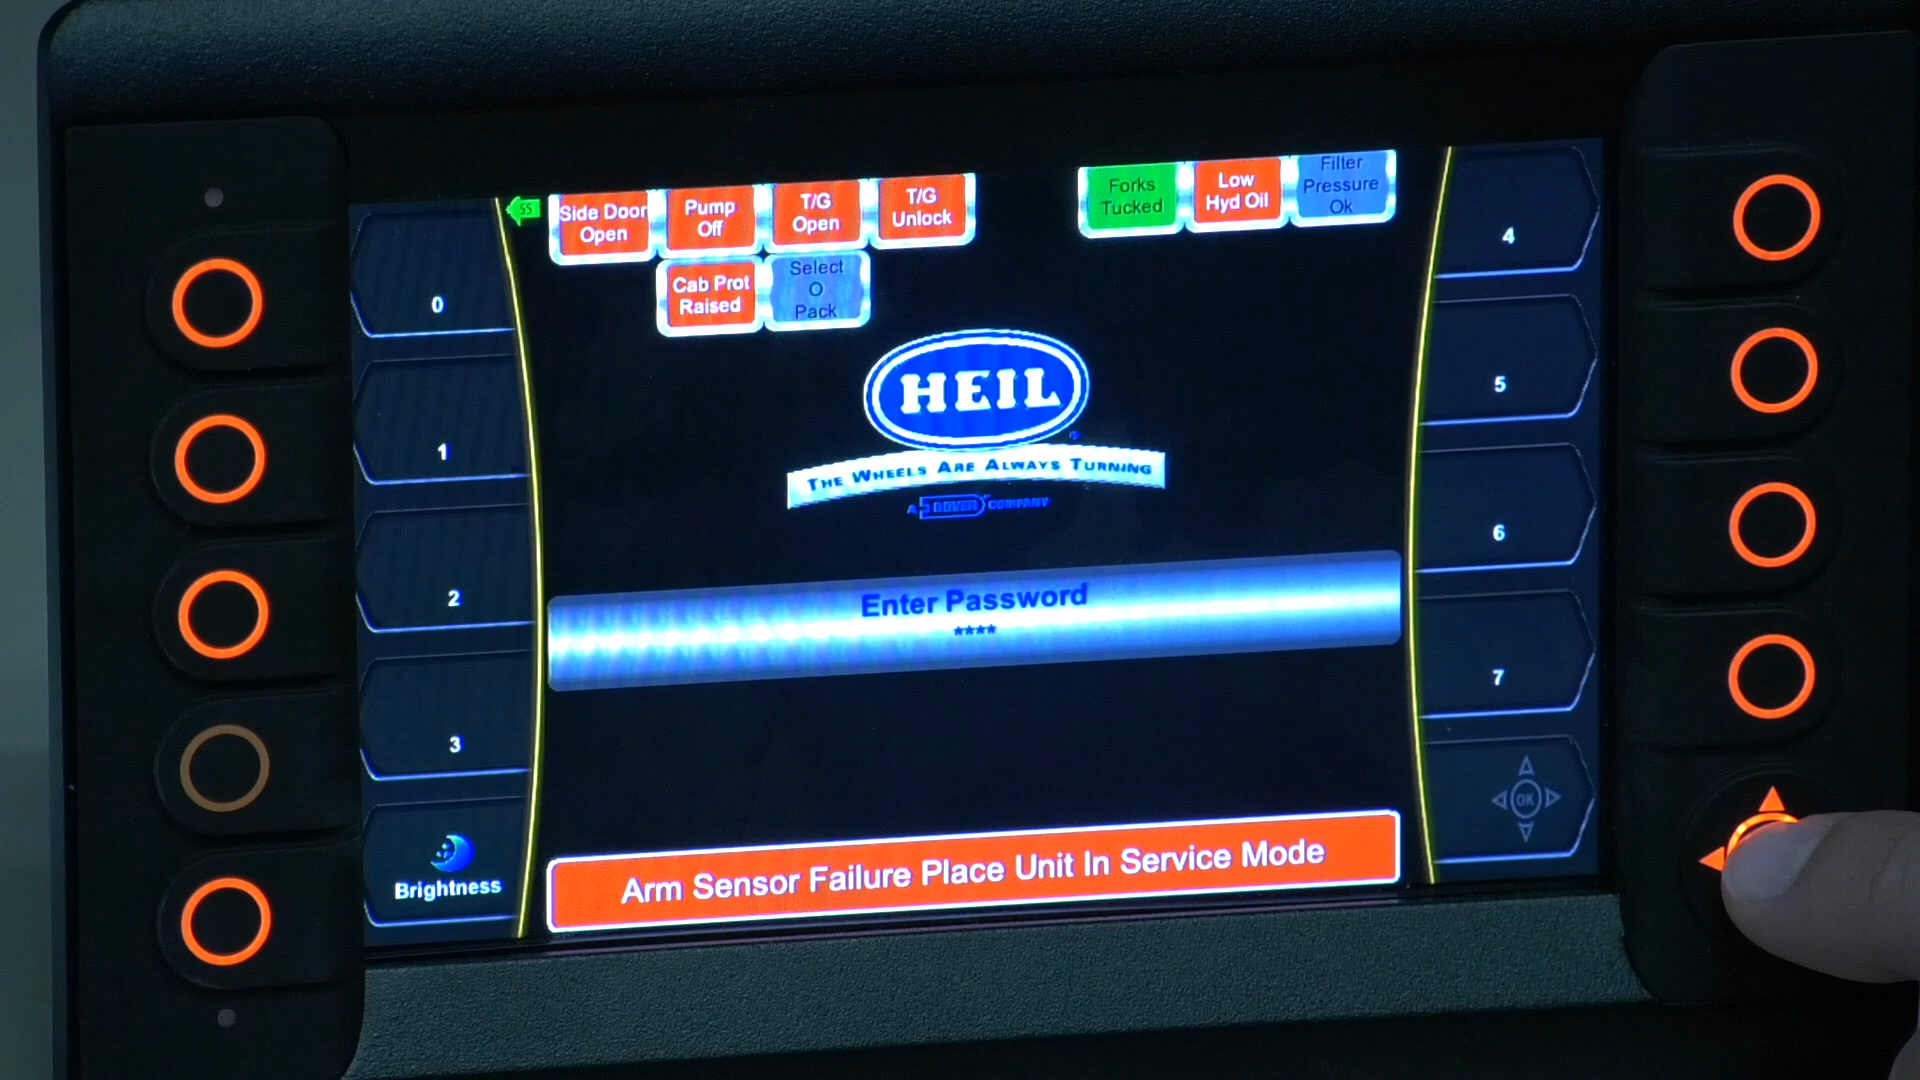 55
Side Door
Open
Pump
Off
T/G
Open
T/G
Unlock
Forks
Tucked
Low
Hyd Oil
Filter
Pressure
Ok
Cab Prot
Raised
Select
O
Pack
0
1
2
3
Brightness
HEIL
®
THE WHEELS ARE ALWAYS TURNING
A DOVER COMPANY
Enter Password
****
Arm Sensor Failure Place Unit In Service Mode
4
5
6
7
OK